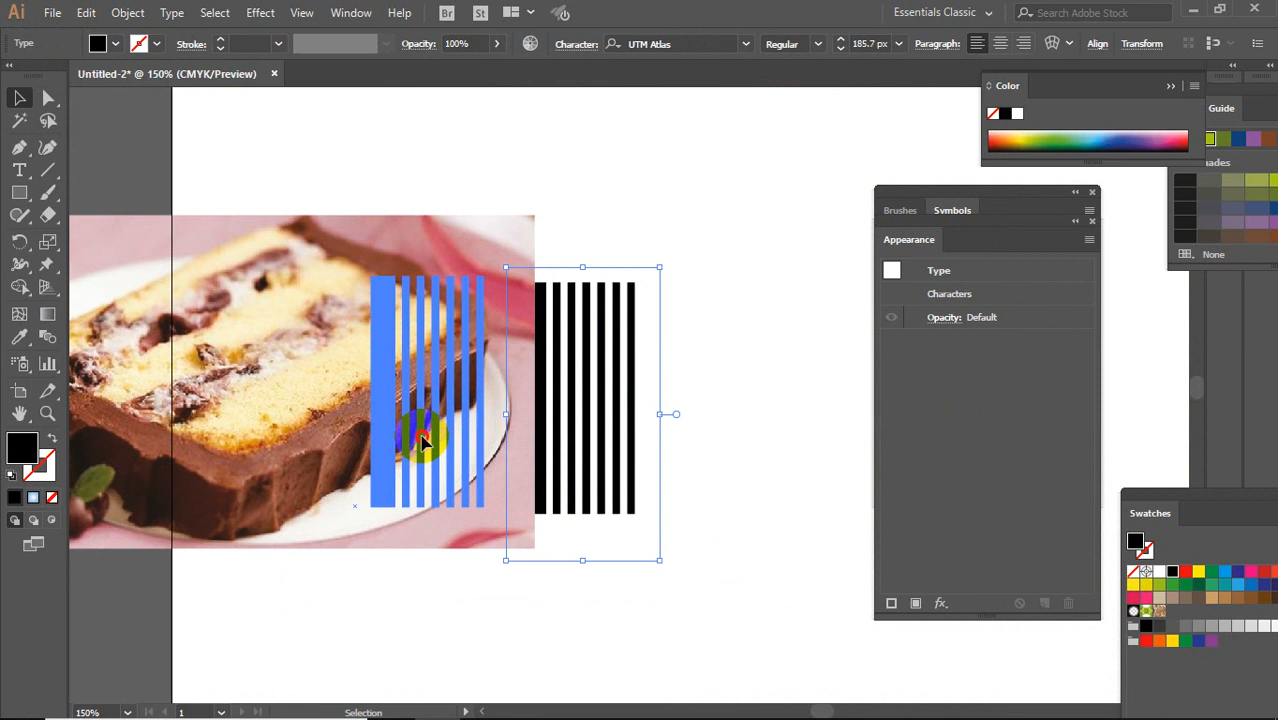 Ai File Edit Object Type Select Effect View Window Help Br St Essentials Classic Search Adobe Stock
Type Stroke: Opacity: 100% Character: UTM Atlas Regular 185.7 px Paragraph: Align Transform
Untitled-2* @ 150% (CMYK/Preview)
Color
Guide
Brushes Symbols
Appearance
None
Type
Characters
Opacity: Default
Swatches
fx
150% 1 Selection